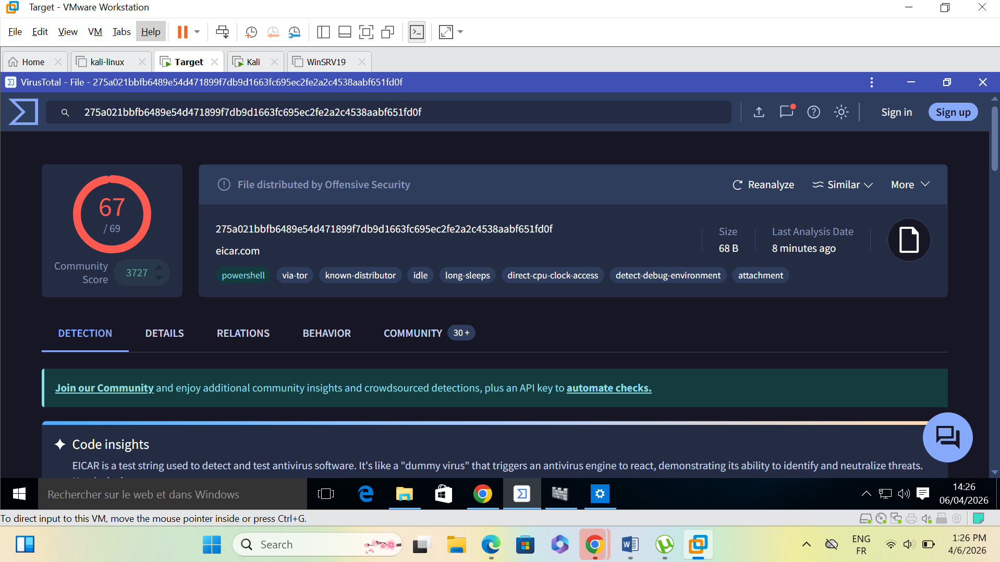 Target - VMware Workstation
File Edit View VM Tabs Help
Home kali-linux Target Kali WinSRV19
VirusTotal - File - 275a021bbfb6489e54d471899f7db9d1663fc695ec2fe2a2c4538aabf651fd0f
275a021bbfb6489e54d471899f7db9d1663fc695ec2fe2a2c4538aabf651fd0f
Sign in Sign up
67
/ 69
Community
Score
3727
File distributed by Offensive Security
Reanalyze Similar More
275a021bbfb6489e54d471899f7db9d1663fc695ec2fe2a2c4538aabf651fd0f
eicar.com
Size
68 B
Last Analysis Date
8 minutes ago
powershell via-tor known-distributor idle long-sleeps direct-cpu-clock-access detect-debug-environment attachment
DETECTION DETAILS RELATIONS BEHAVIOR COMMUNITY 30 +
Join our Community and enjoy additional community insights and crowdsourced detections, plus an API key to automate checks.
Code insights
EICAR is a test string used to detect and test antivirus software. It's like a "dummy virus" that triggers an antivirus engine to react, demonstrating its ability to identify and neutralize threats.
Rechercher sur le web et dans Windows
14:26
06/04/2026
To direct input to this VM, move the mouse pointer inside or press Ctrl+G.
Search
ENG
FR
1:26 PM
4/6/2026